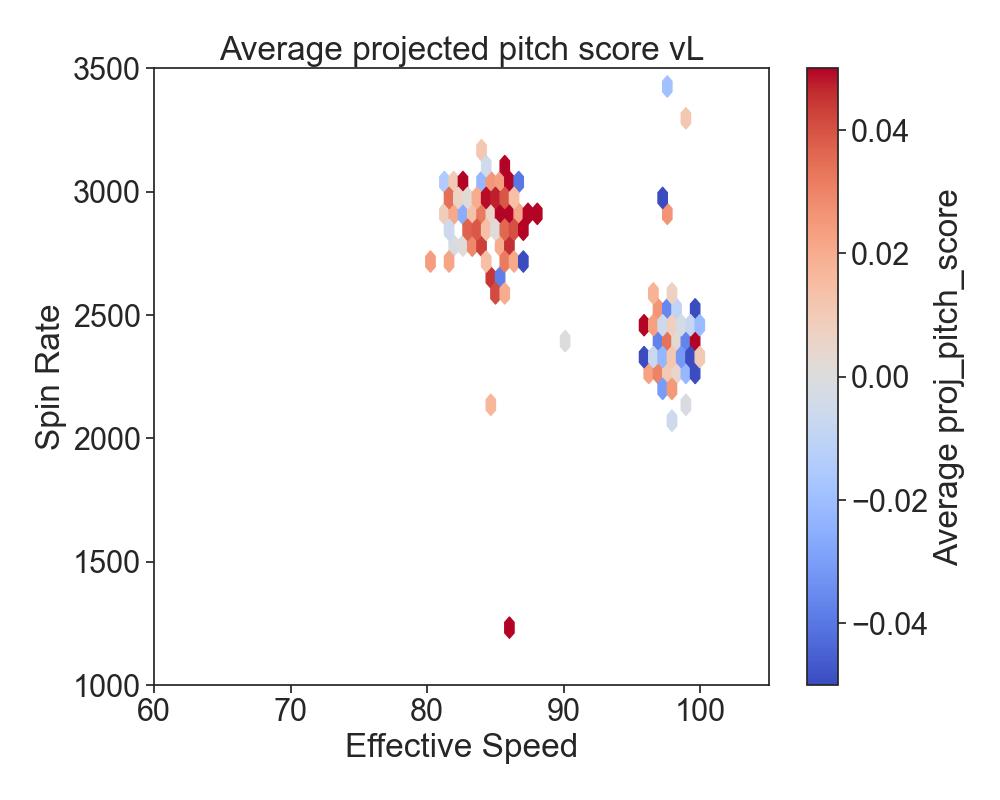 Average projected pitch score vL
3500
3000
2500
2000
1500
1000
Spin Rate
60 70 80 90 100
Effective Speed
0.04
0.02
0.00
−0.02
−0.04
Average proj_pitch_score